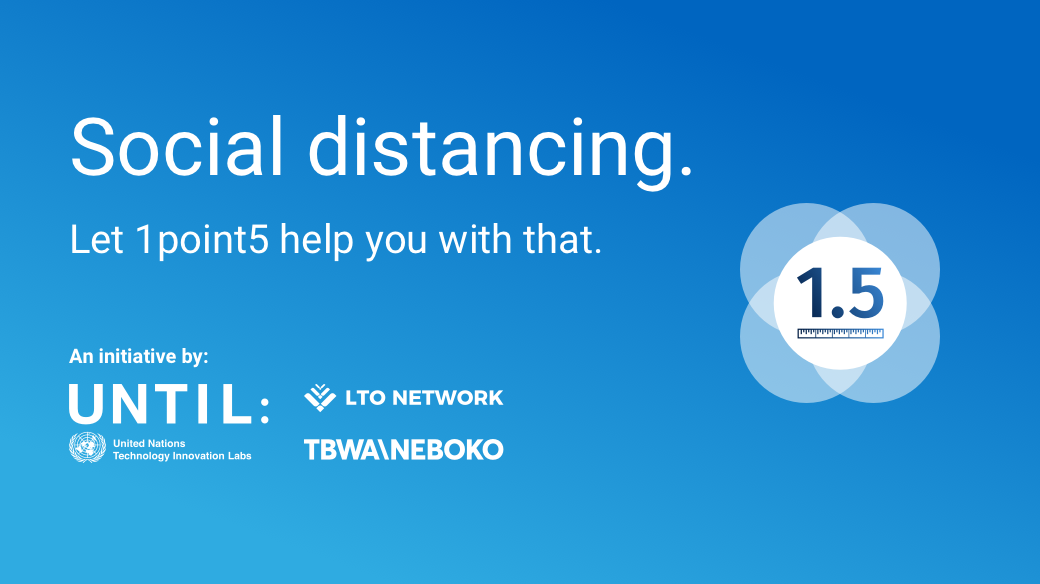 Social distancing.
Let 1point5 help you with that.
1.5
An initiative by:
UNTIL:
United Nations
Technology Innovation Labs
LTO NETWORK
TBWA\NEBOKO